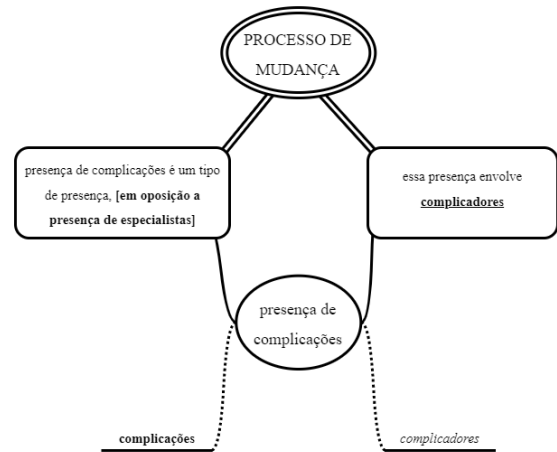 PROCESSO DE
MUDANÇA
presença de complicações é um tipo
de presença, [em oposição a
presença de especialistas]
essa presença envolve
complicadores
presença de
complicações
complicações
complicadores